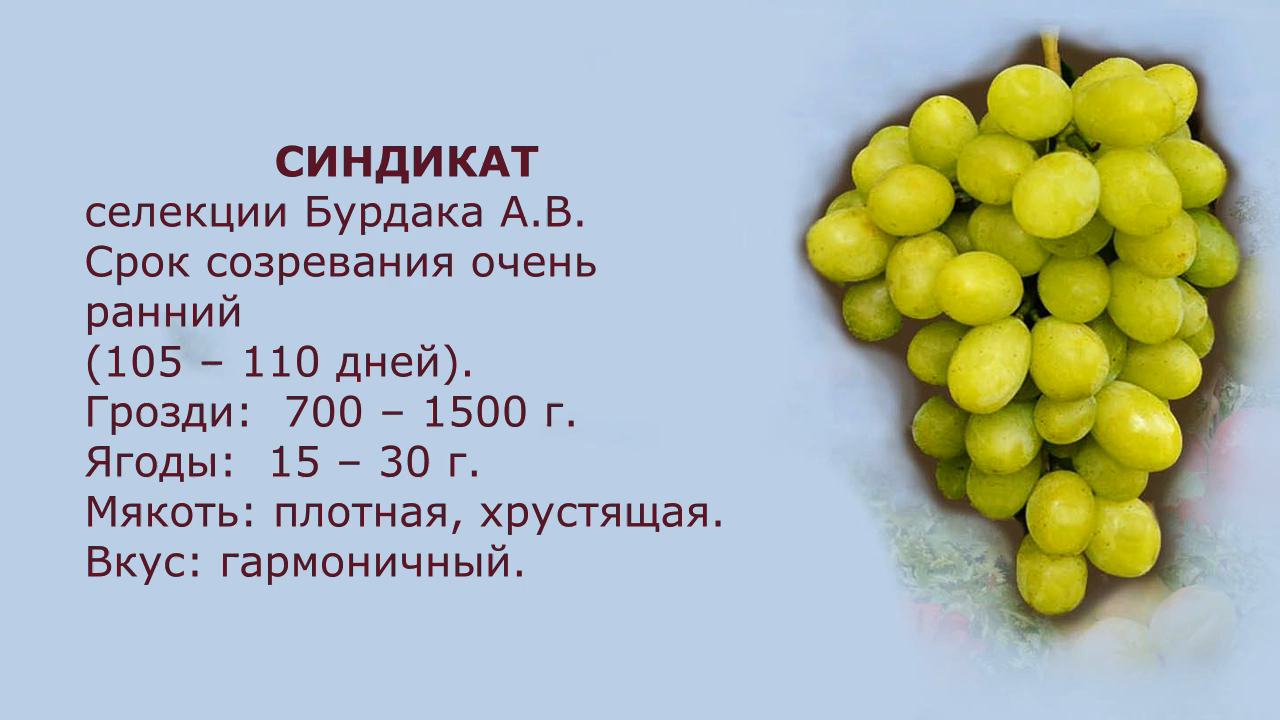 СИНДИКАТ
селекции Бурдака А.В.
Срок созревания очень
ранний
(105 – 110 дней).
Грозди:  700 – 1500 г.
Ягоды:  15 – 30 г.
Мякоть: плотная, хрустящая.
Вкус: гармоничный.